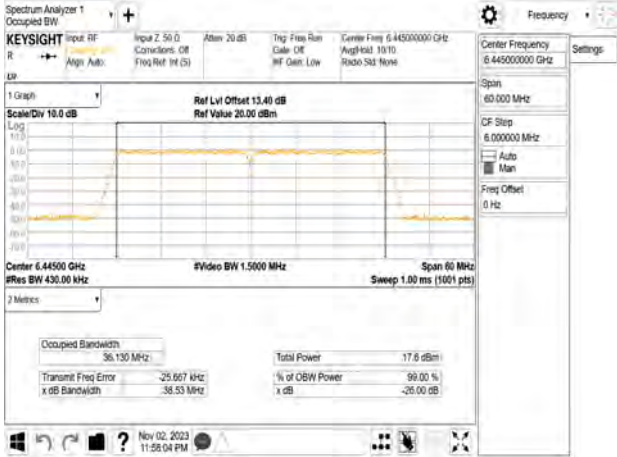 Spectrum Analyzer 1
Occupied BW
Frequency
KEYSIGHT Input: RF
R
Align: Auto
Input Z: 50 Ω
Corrections: Off
Freq Ref: Int (S)
Atten: 20 dB
Trig: Free Run
Gate: Off
#IF Gain: Low
Center Freq: 6.445000000 GHz
Avg|Hold: 10/10
Radio Std: None
Center Frequency
6.445000000 GHz
Settings
Span
60.000 MHz
CF Step
6.000000 MHz
Auto
Man
Freq Offset
0 Hz
1 Graph
Scale/Div 10.0 dB
Ref Lvl Offset 13.40 dB
Ref Value 20.00 dBm
Log
10.0
0.00
Center 6.44500 GHz
#Res BW 430.00 kHz
#Video BW 1.5000 MHz
Span 60 MHz
Sweep 1.00 ms (1001 pts)
2 Metrics
Occupied Bandwidth
36.130 MHz
Total Power
17.6 dBm
Transmit Freq Error
-25.667 kHz
% of OBW Power
99.00 %
x dB Bandwidth
38.53 MHz
x dB
-26.00 dB
?
Nov 02, 2023
11:56:04 PM